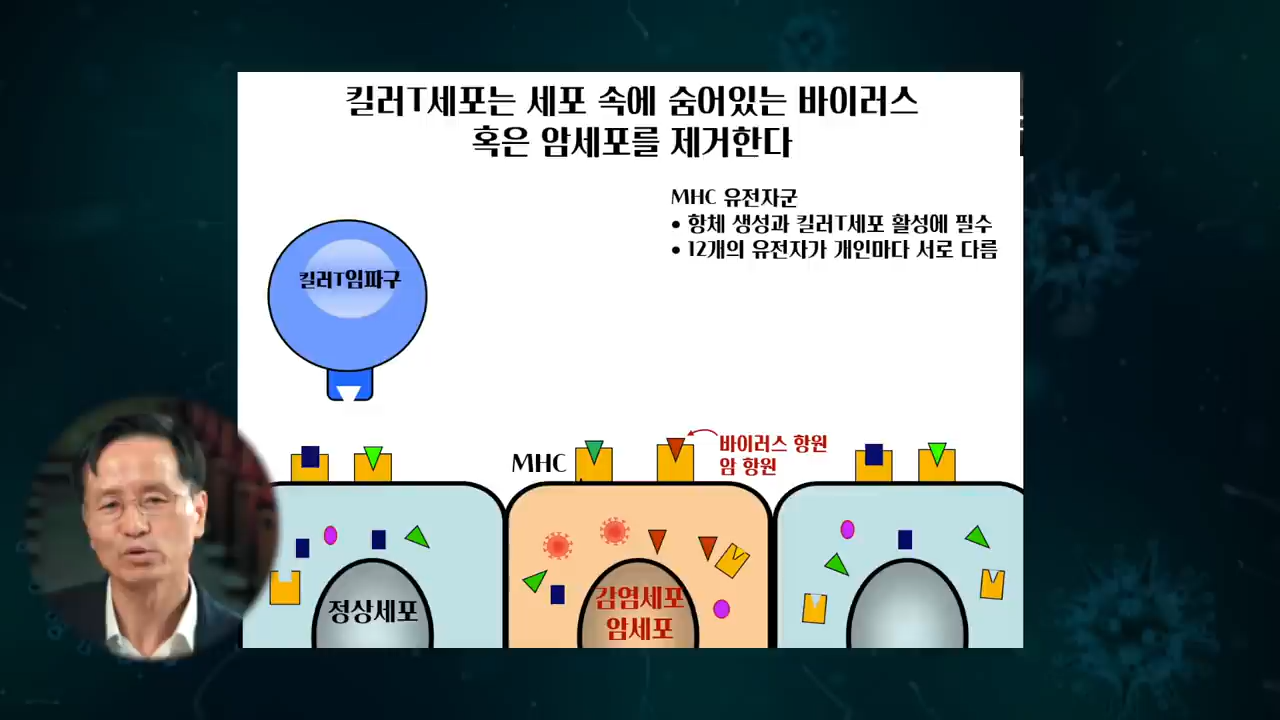 킬러T세포는 세포 속에 숨어있는 바이러스
혹은 암세포를 제거한다
MHC 유전자군
• 항체 생성과 킬러T세포 활성에 필수
• 12개의 유전자가 개인마다 서로 다름
킬러T임파구
MHC
바이러스 항원
암 항원
정상세포
감염세포
암세포